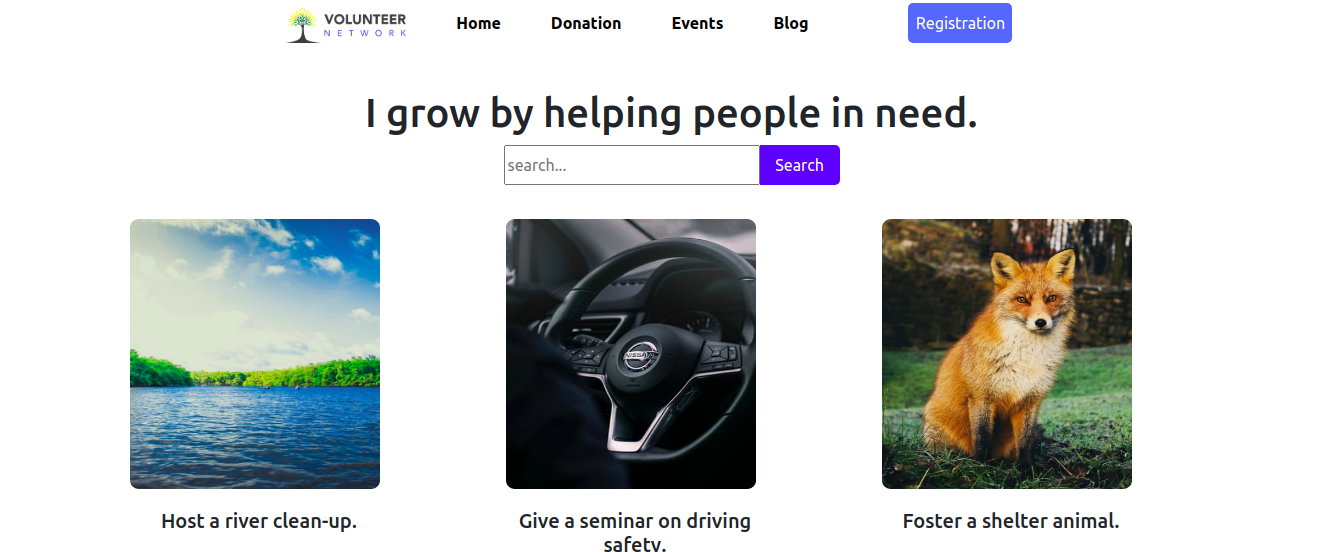 VOLUNTEER
NETWORK
Home
Donation
Events
Blog
Registration
I grow by helping people in need.
search...
Search
NISSAN
Host a river clean-up.
Give a seminar on driving
safety.
Foster a shelter animal.